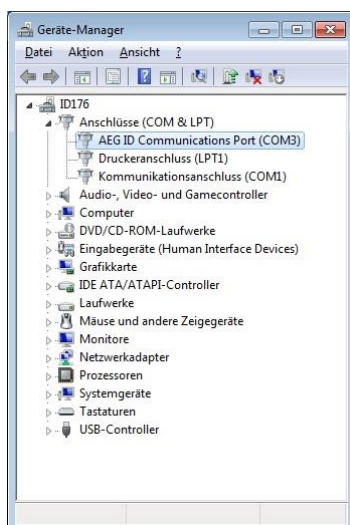 Geräte-Manager
Datei Aktion Ansicht ?
ID176
Anschlüsse (COM & LPT)
AEG ID Communications Port (COM3)
Druckeranschluss (LPT1)
Kommunikationsanschluss (COM1)
Audio-, Video- und Gamecontroller
Computer
DVD/CD-ROM-Laufwerke
Eingabegeräte (Human Interface Devices)
Grafikkarte
IDE ATA/ATAPI-Controller
Laufwerke
Mäuse und andere Zeigegeräte
Monitore
Netzwerkadapter
Prozessoren
Systemgeräte
Tastaturen
USB-Controller